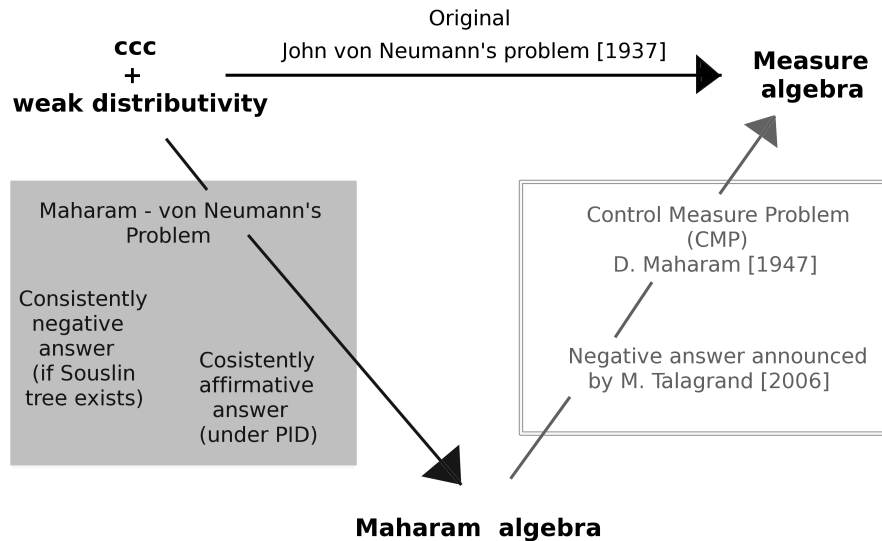 Original
John von Neumann's problem [1937]
ccc
+
weak distributivity
Measure
algebra
Maharam - von Neumann's
Problem
Consistently
negative
answer
(if Souslin
tree exists)
Cosistently
affirmative
answer
(under PID)
Control Measure Problem
(CMP)
D. Maharam [1947]
Negative answer announced
by M. Talagrand [2006]
Maharam algebra